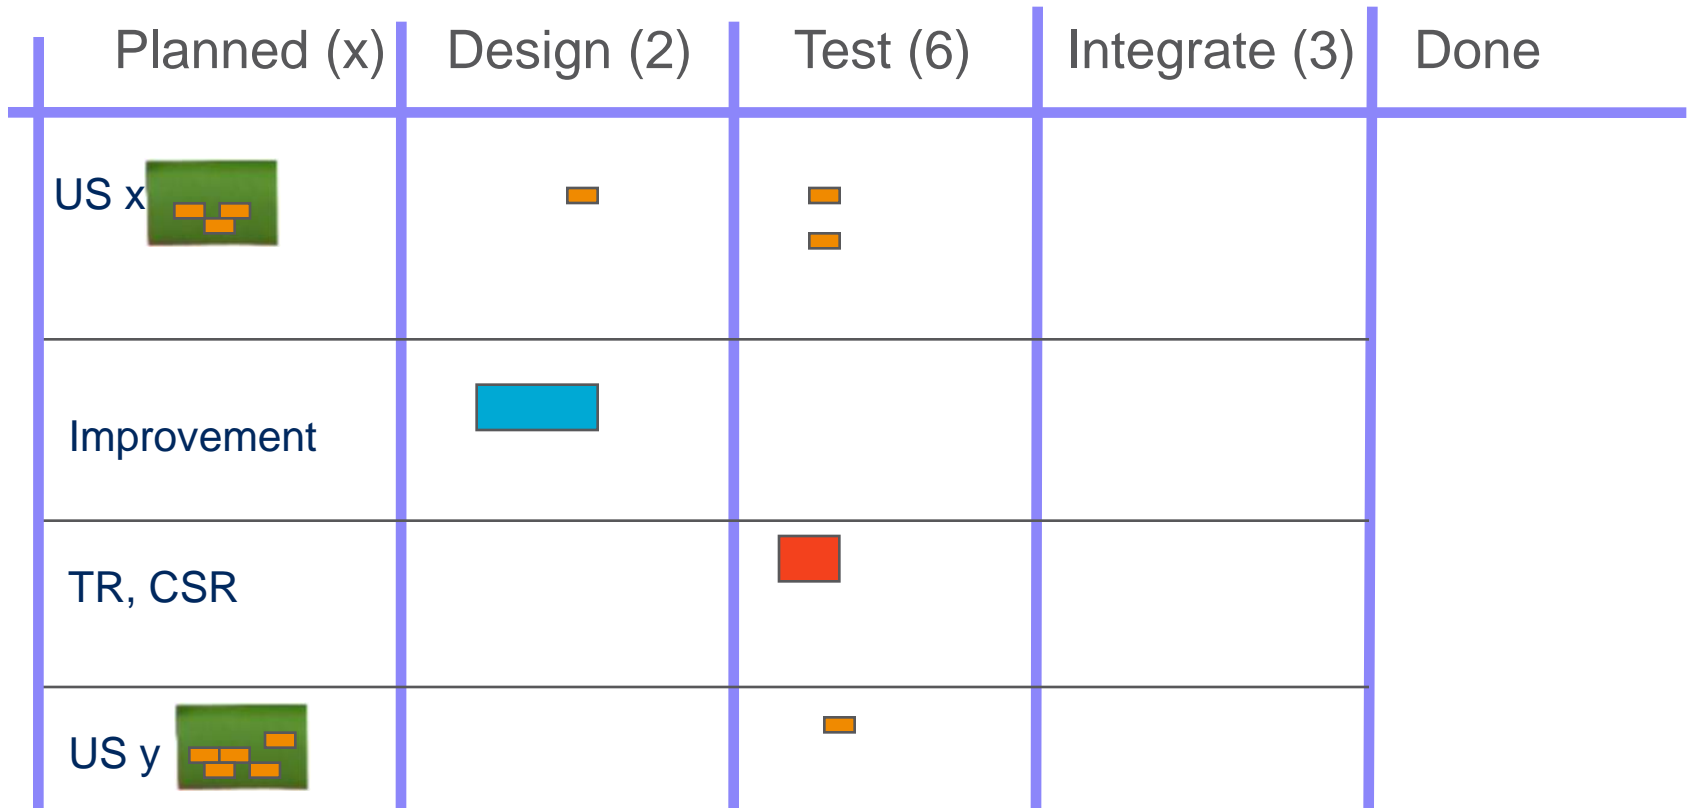 Planned (x) Design (2) Test (6) Integrate (3) Done
US x
Improvement
TR, CSR
US y